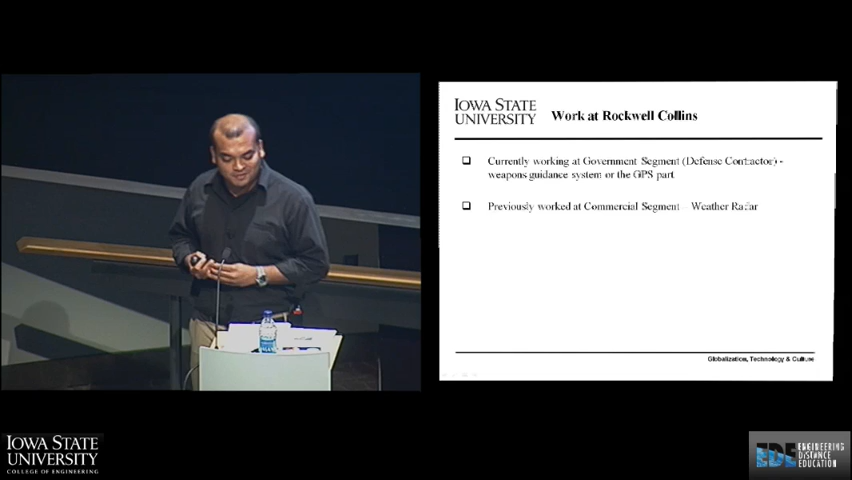 IOWA STATE
UNIVERSITY
Work at Rockwell Collins
Currently working at Government Segment (Defense Contractor) -
weapons guidance system or the GPS part
Previously worked at Commercial Segment – Weather Radar
Globalization, Technology & Culture
IOWA STATE
UNIVERSITY
COLLEGE OF ENGINEERING
EDE
ENGINEERING
DISTANCE
EDUCATION